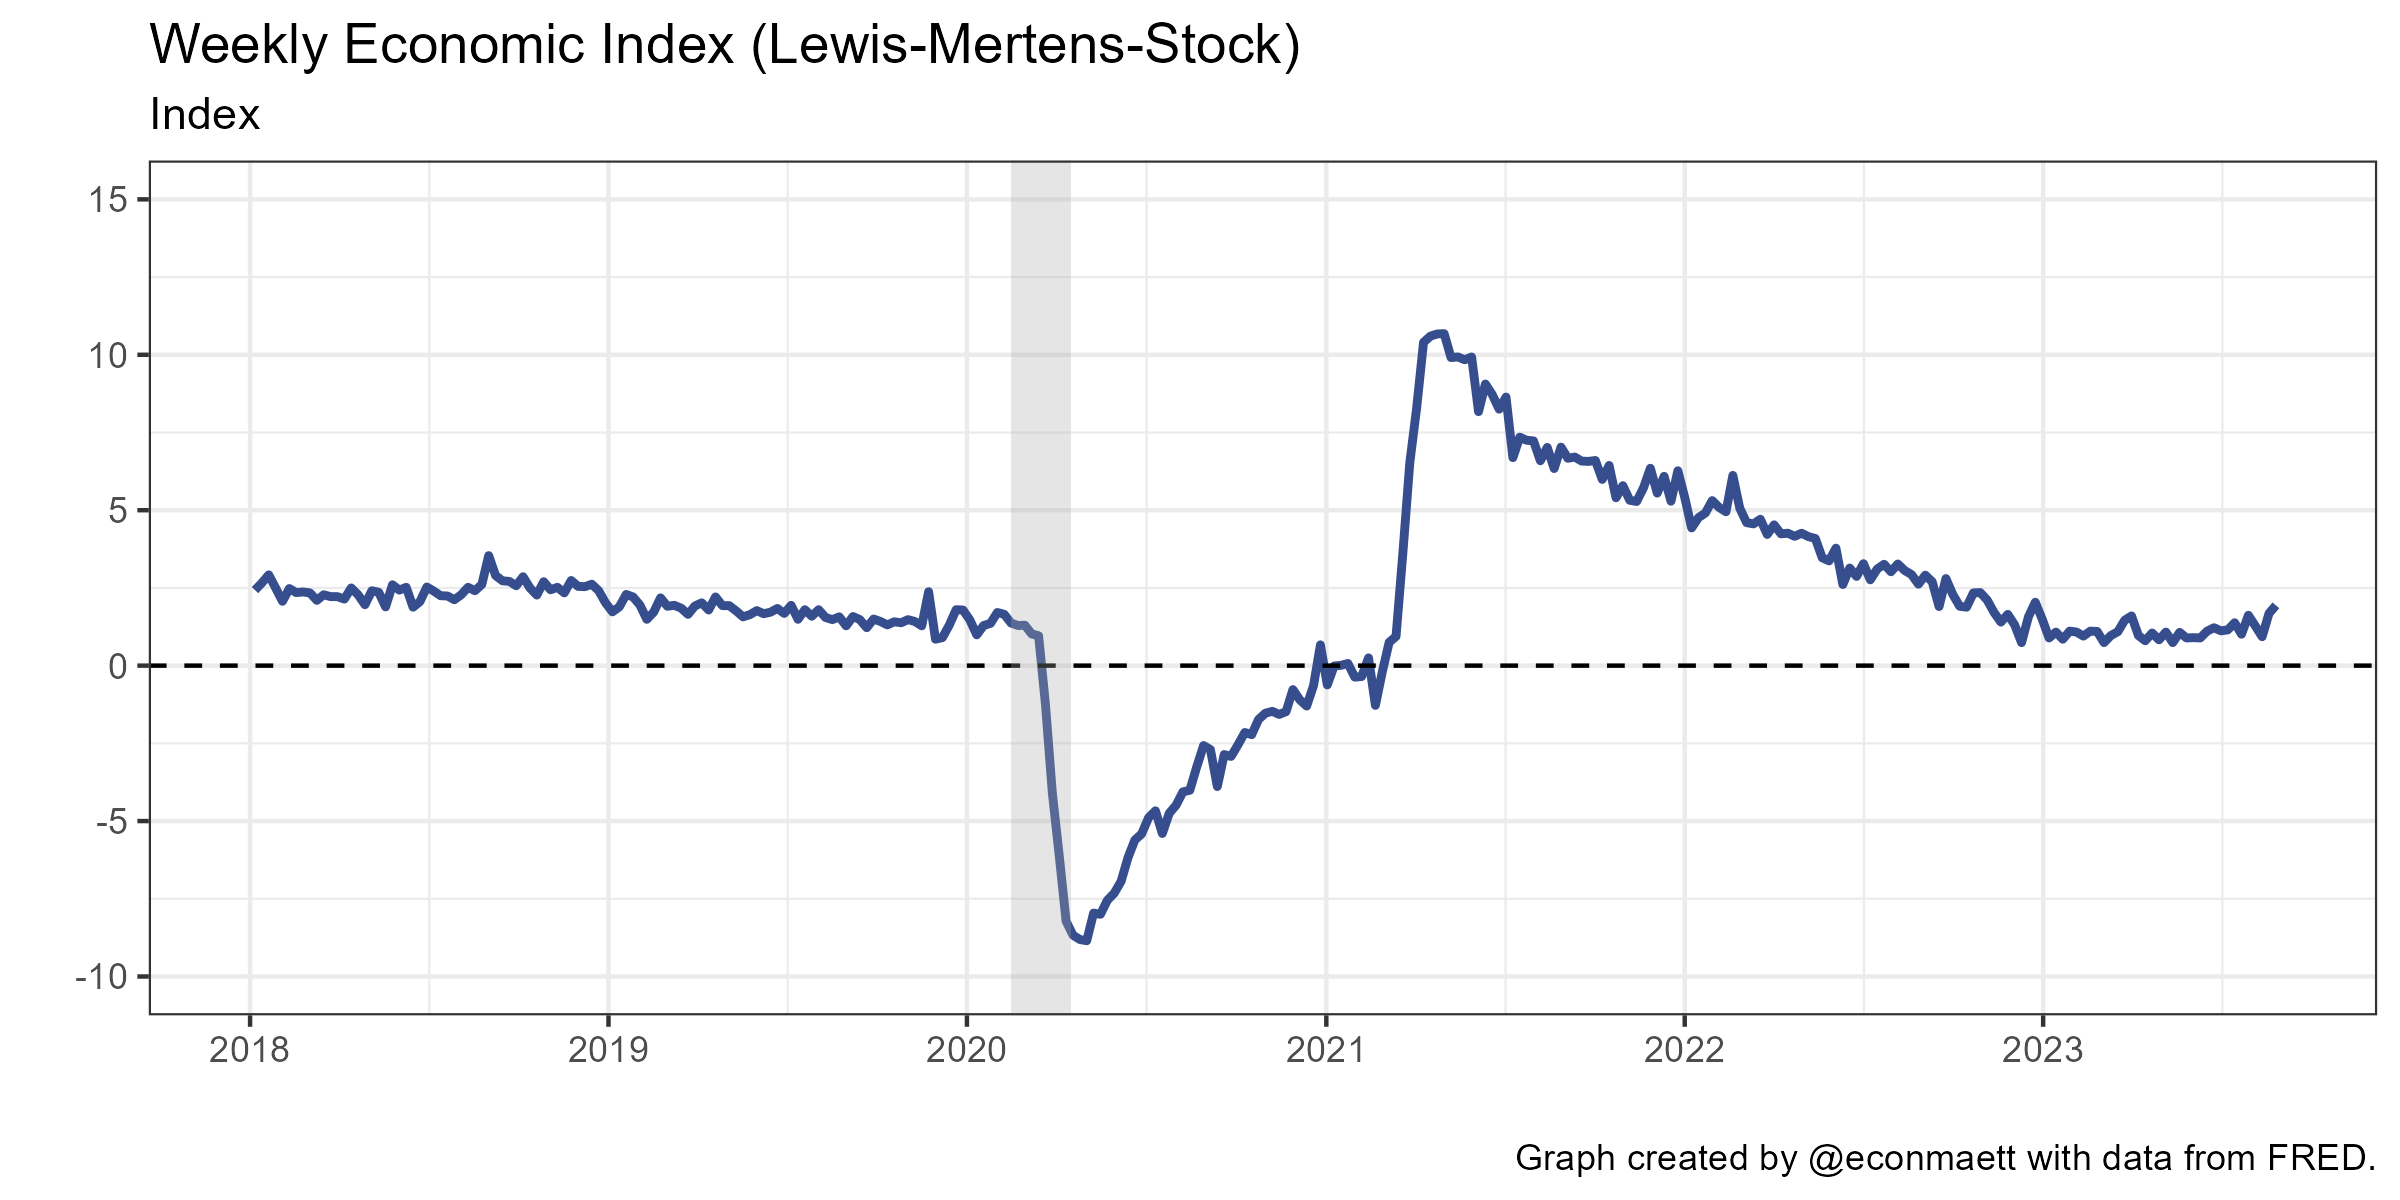 Weekly Economic Index (Lewis-Mertens-Stock)
Index
15
10
5
0
-5
-10
2018 2019 2020 2021 2022 2023
Graph created by @econmaett with data from FRED.